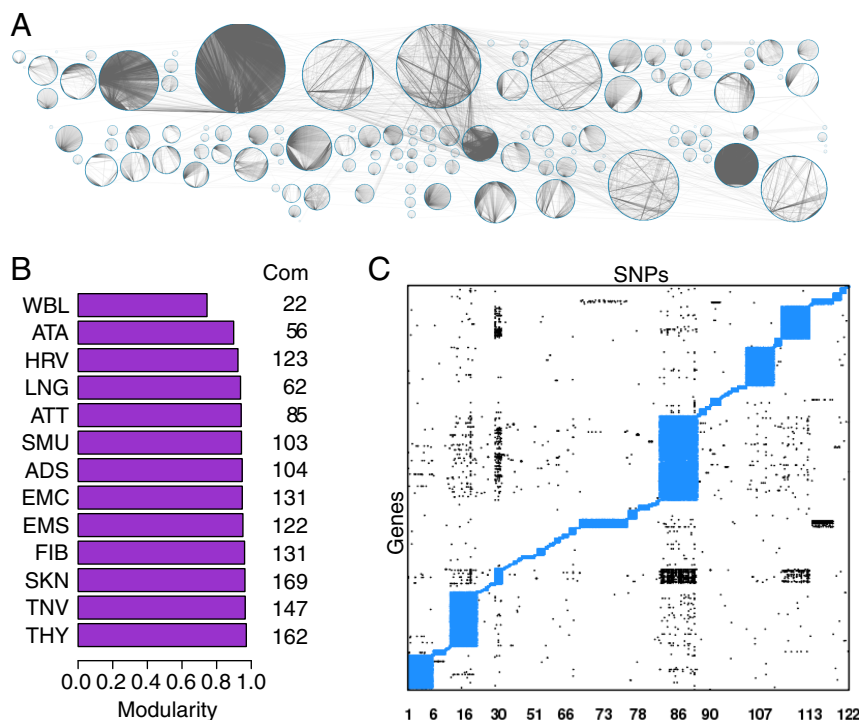 A
B
Com
WBL 22
ATA 56
HRV 123
LNG 62
ATT 85
SMU 103
ADS 104
EMC 131
EMS 122
FIB 131
SKN 169
TNV 147
THY 162
0.0 0.2 0.4 0.6 0.8 1.0
Modularity
C
SNPs
Genes
1 6 16 30 51 66 73 78 86 90 107 113 122